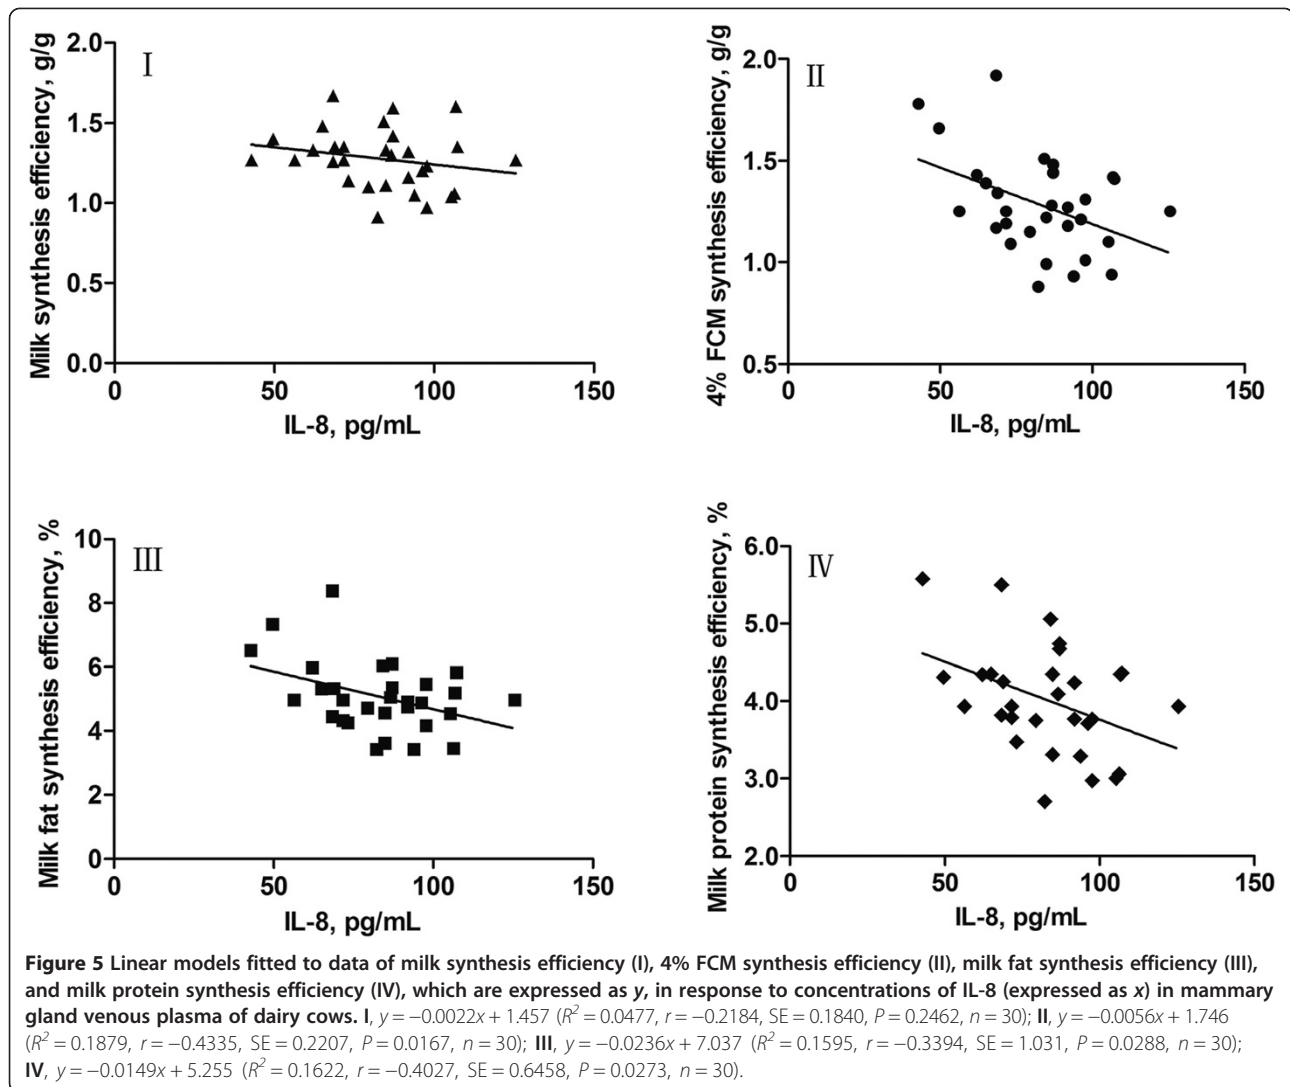 I
Milk synthesis efficiency, g/g
2.0
1.5
1.0
0.5
0.0
0 50 100 150
IL-8, pg/mL
II
4% FCM synthesis efficiency, g/g
2.0
1.5
1.0
0.5
0 50 100 150
IL-8, pg/mL
III
Milk fat synthesis efficiency, %
10
8
6
4
2
0
0 50 100 150
IL-8, pg/mL
IV
Milk protein synthesis efficiency, %
6.0
5.0
4.0
3.0
2.0
0 50 100 150
IL-8, pg/mL
Figure 5 Linear models fitted to data of milk synthesis efficiency (I), 4% FCM synthesis efficiency (II), milk fat synthesis efficiency (III),
and milk protein synthesis efficiency (IV), which are expressed as y, in response to concentrations of IL-8 (expressed as x) in mammary
gland venous plasma of dairy cows. I, y = −0.0022x + 1.457 (R² = 0.0477, r = −0.2184, SE = 0.1840, P = 0.2462, n = 30); II, y = −0.0056x + 1.746
(R² = 0.1879, r = −0.4335, SE = 0.2207, P = 0.0167, n = 30); III, y = −0.0236x + 7.037 (R² = 0.1595, r = −0.3394, SE = 1.031, P = 0.0288, n = 30);
IV, y = −0.0149x + 5.255 (R² = 0.1622, r = −0.4027, SE = 0.6458, P = 0.0273, n = 30).